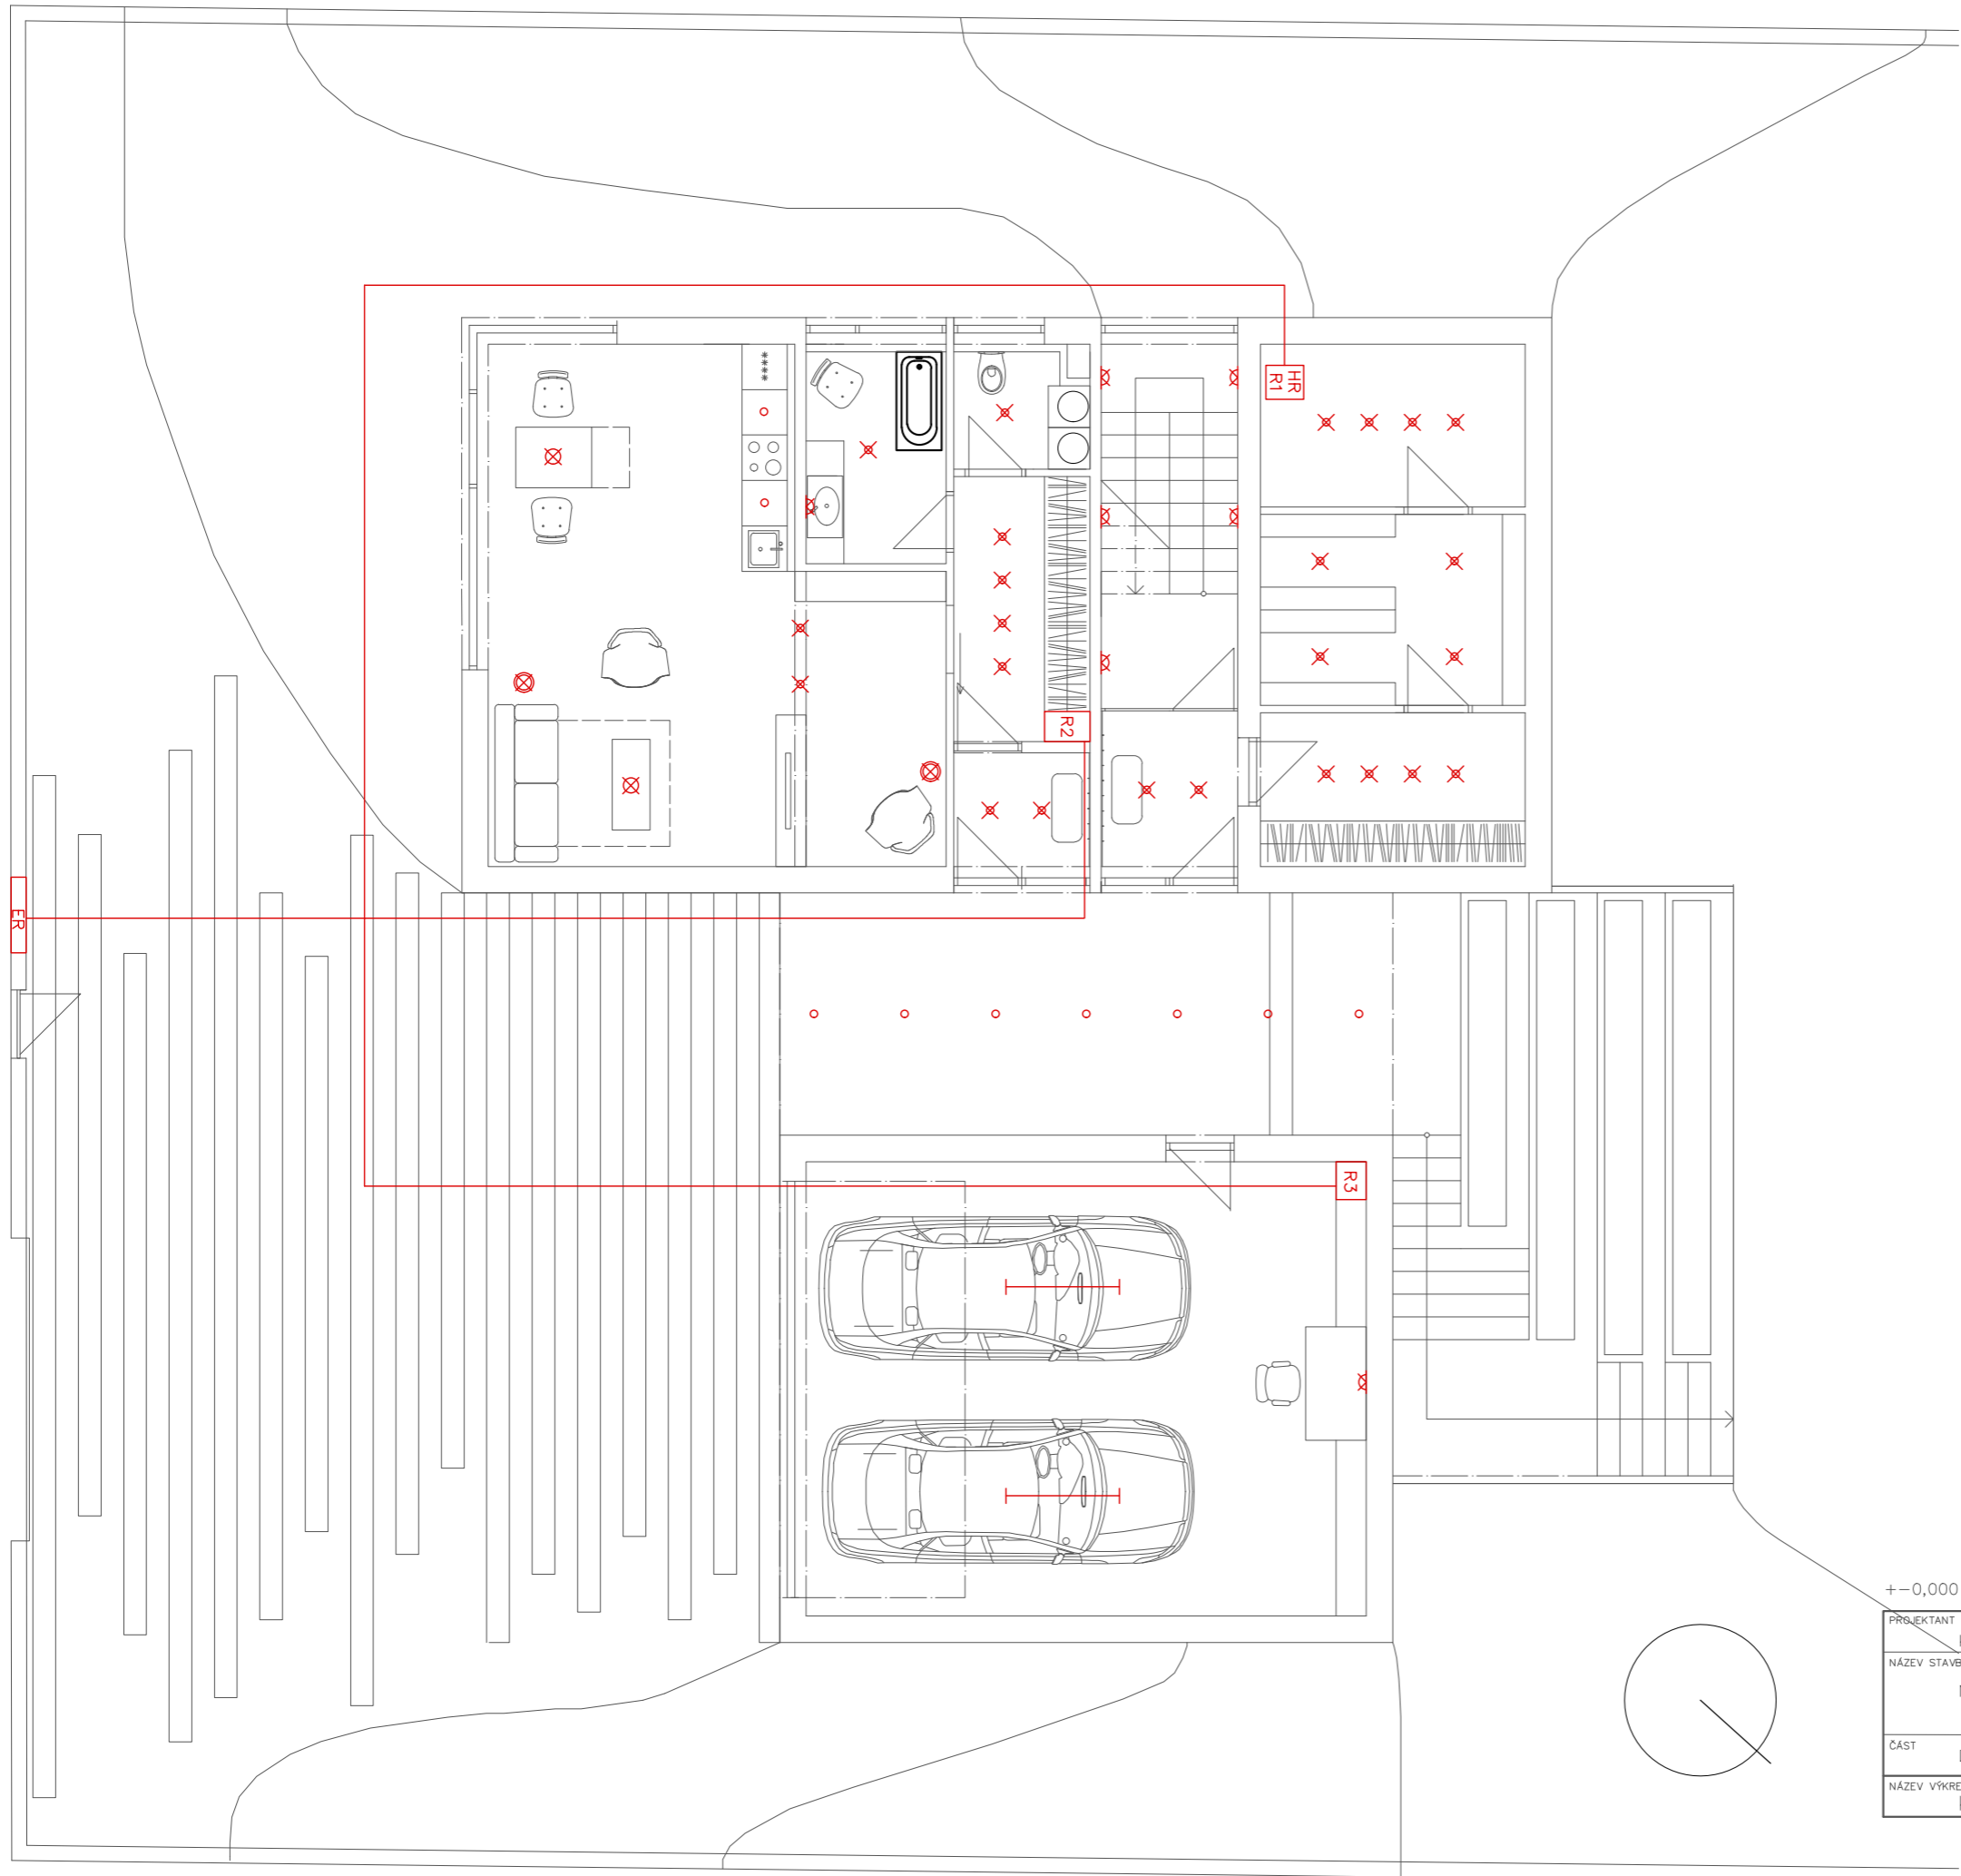 HR
R1
R2
ER
R3
+-0,000
PROJEKTANT
NÁZEV STAVB
ČÁST
NÁZEV VÝKRE